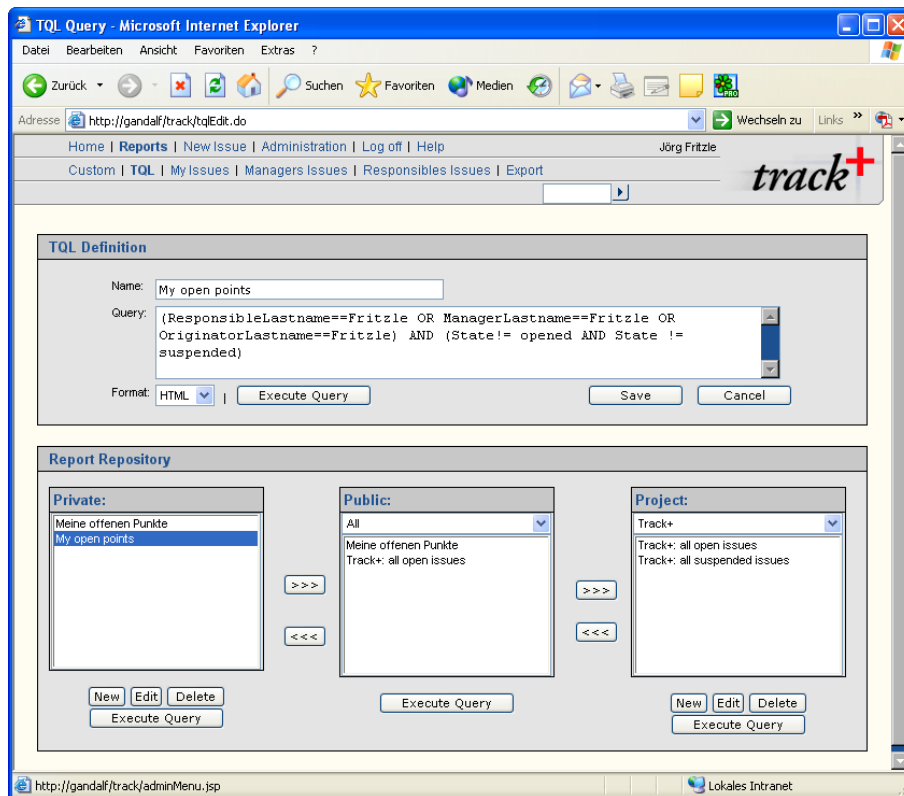 TQL Query - Microsoft Internet Explorer
Datei Bearbeiten Ansicht Favoriten Extras ?
Zurück Suchen Favoriten Medien PRO
Adresse http://gandalf/track/tqlEdit.do Wechseln zu Links »
Home | Reports | New Issue | Administration | Log off | Help Jörg Fritzle
Custom | TQL | My Issues | Managers Issues | Responsibles Issues | Export
track+
TQL Definition
Name: My open points
Query: (ResponsibleLastname==Fritzle OR ManagerLastname==Fritzle OR
OriginatorLastname==Fritzle) AND (State!= opened AND State !=
suspended)
Format: HTML | Execute Query Save Cancel
Report Repository
Private: Public: Project:
Meine offenen Punkte All Track+
My open points Meine offenen Punkte Track+: all open issues
Track+: all open issues Track+: all suspended issues
>>> >>>
<<< <<<
New Edit Delete Execute Query New Edit Delete
Execute Query Execute Query
http://gandalf/track/adminMenu.jsp Lokales Intranet